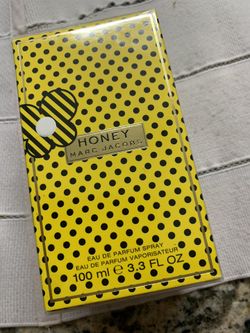 HONEY
MARC JACOBS
EAU DE PARFUM SPRAY
EAU DE PARFUM VAPORISATEUR
100 ml e 3.3 FL OZ